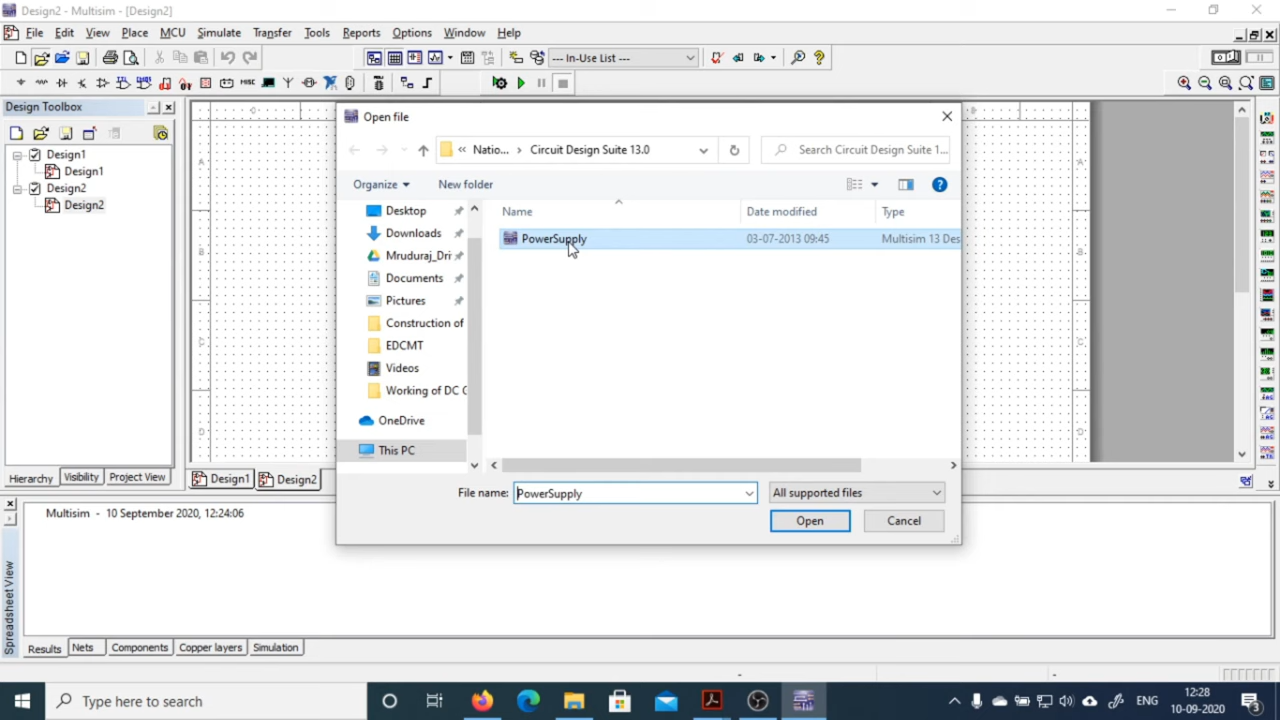 Design2 - Multisim - [Design2]
File Edit View Place MCU Simulate Transfer Tools Reports Options Window Help
--- In-Use List ---
Design Toolbox
Design1
Design1
Design2
Design2
Hierarchy Visibility Project View
Design1 Design2
Open file
« Natio... > Circuit Design Suite 13.0
Search Circuit Design Suite 1...
Organize New folder
Desktop
Downloads
Mruduraj_Dri
Documents
Pictures
Construction of
EDCMT
Videos
Working of DC C
OneDrive
This PC
Name Date modified Type
PowerSupply 03-07-2013 09:45 Multisim 13 Des
File name: PowerSupply All supported files
Open Cancel
Multisim - 10 September 2020, 12:24:06
Spreadsheet View
Results Nets Components Copper layers Simulation
Type here to search
ENG
12:28
10-09-2020
3